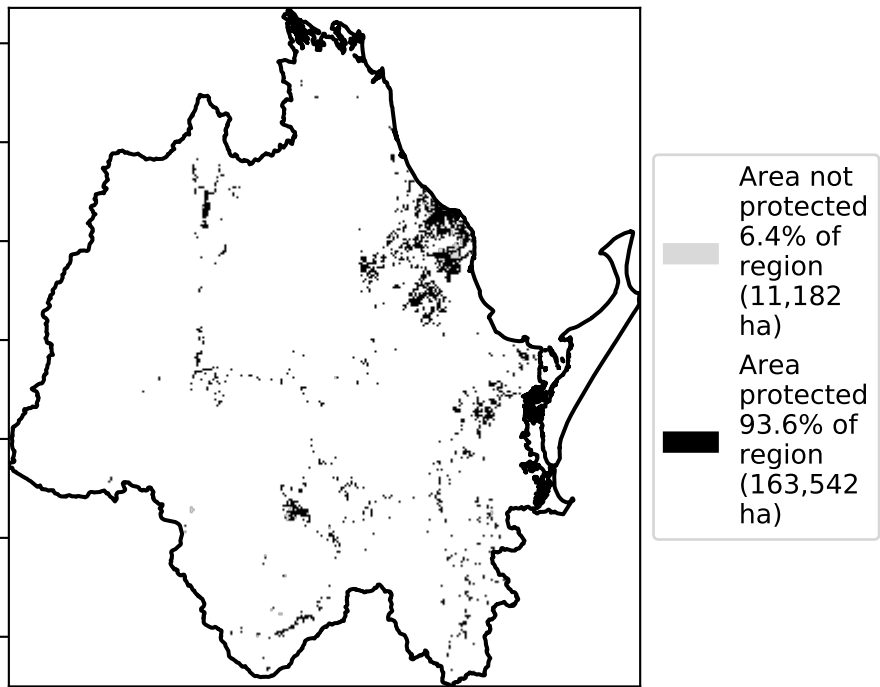 Area not
protected
6.4% of
region
(11,182
ha)
Area
protected
93.6% of
region
(163,542
ha)